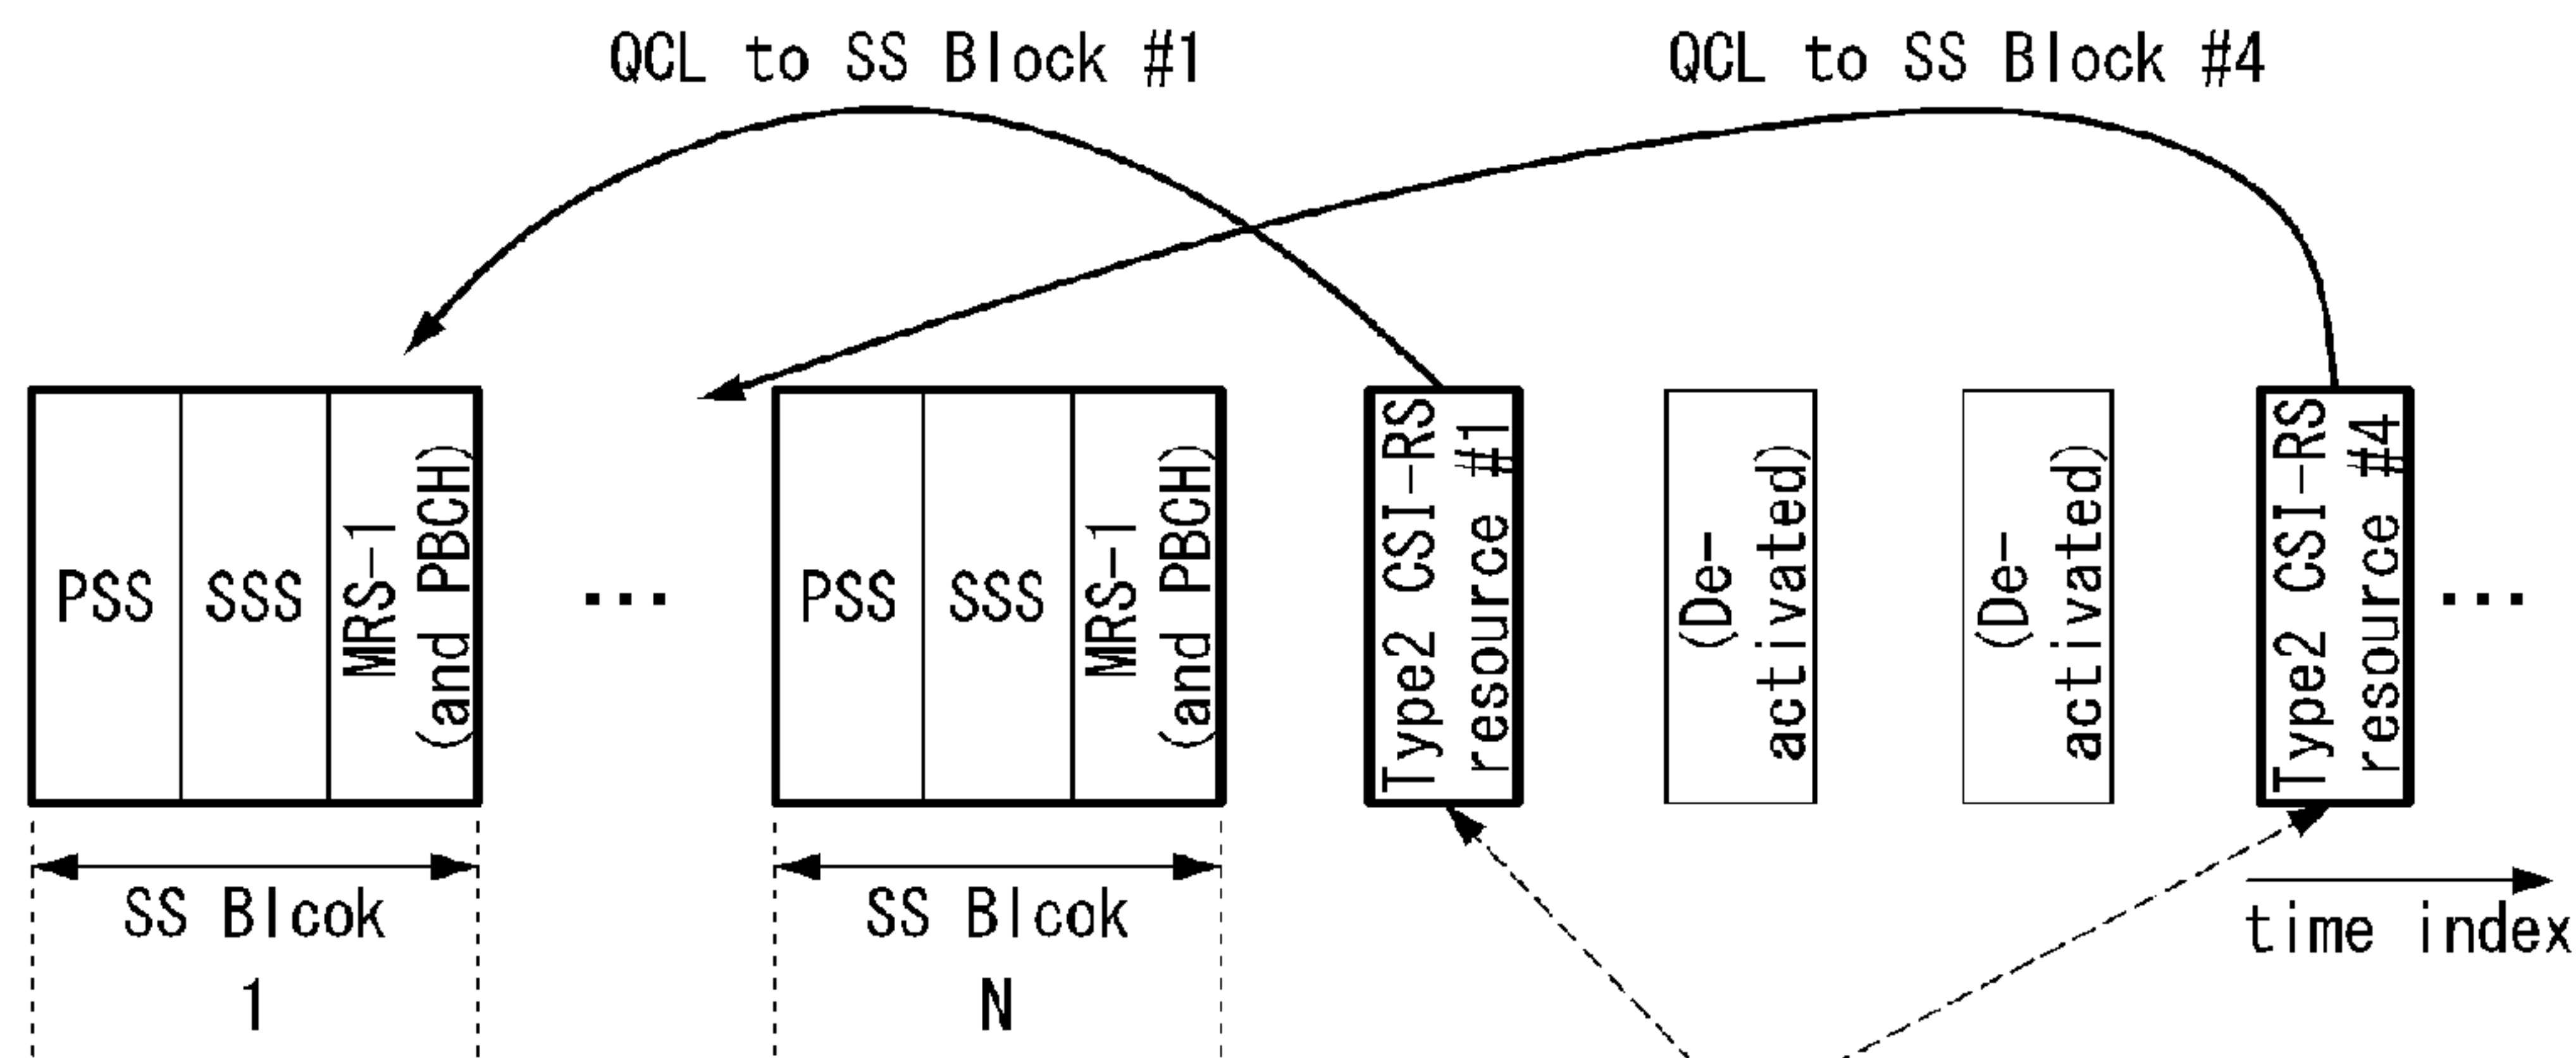 QCL to SS Block #1
QCL to SS Block #4
PSS
SSS
MRS-1
(and PBCH)
...
PSS
SSS
MRS-1
(and PBCH)
Type2 CSI-RS
resource #1
(De-
activated)
(De-
activated)
Type2 CSI-RS
resource #4
...
SS Blcok
1
SS Blcok
N
time index